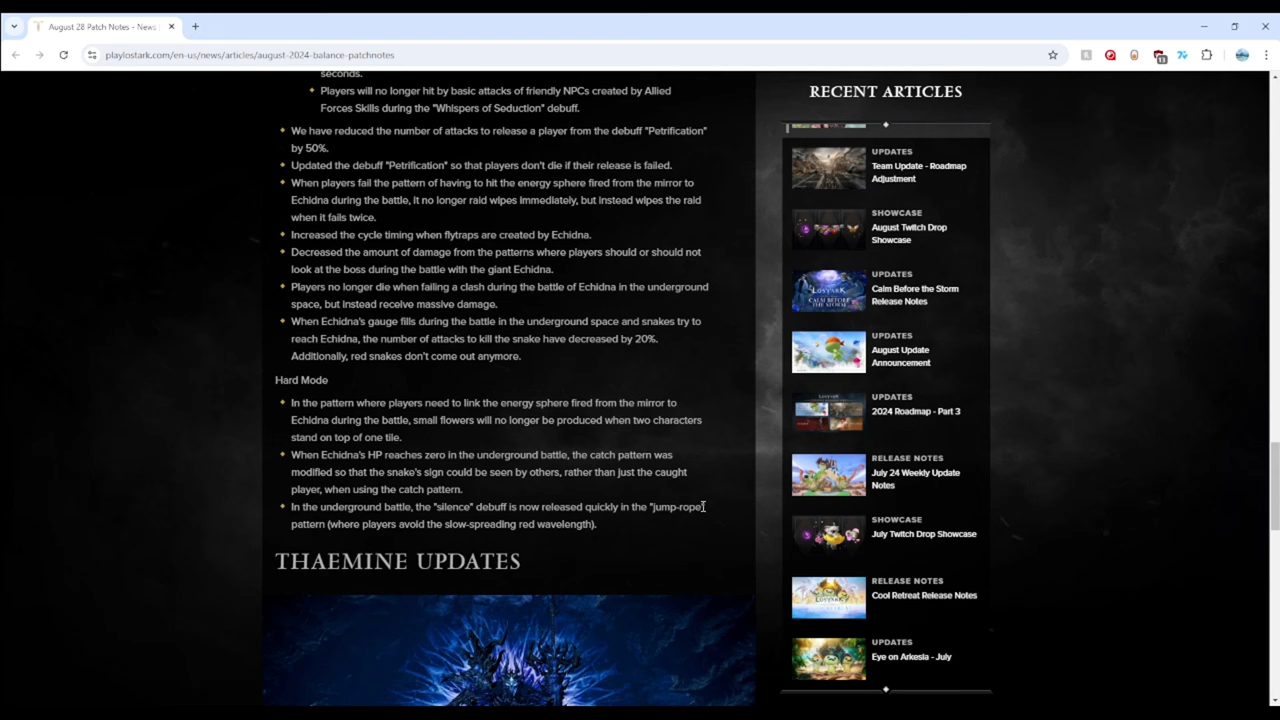 August 28 Patch Notes - News |
playlostark.com/en-us/news/articles/august-2024-balance-patchnotes
seconds.
Players will no longer hit by basic attacks of friendly NPCs created by Allied
Forces Skills during the "Whispers of Seduction" debuff.
We have reduced the number of attacks to release a player from the debuff "Petrification"
by 50%.
Updated the debuff "Petrification" so that players don't die if their release is failed.
When players fail the pattern of having to hit the energy sphere fired from the mirror to
Echidna during the battle, it no longer raid wipes immediately, but instead wipes the raid
when it fails twice.
Increased the cycle timing when flytraps are created by Echidna.
Decreased the amount of damage from the patterns where players should or should not
look at the boss during the battle with the giant Echidna.
Players no longer die when failing a clash during the battle of Echidna in the underground
space, but instead receive massive damage.
When Echidna's gauge fills during the battle in the underground space and snakes try to
reach Echidna, the number of attacks to kill the snake have decreased by 20%.
Additionally, red snakes don't come out anymore.
Hard Mode
In the pattern where players need to link the energy sphere fired from the mirror to
Echidna during the battle, small flowers will no longer be produced when two characters
stand on top of one tile.
When Echidna's HP reaches zero in the underground battle, the catch pattern was
modified so that the snake's sign could be seen by others, rather than just the caught
player, when using the catch pattern.
In the underground battle, the "silence" debuff is now released quickly in the "jump-rope"
pattern (where players avoid the slow-spreading red wavelength).
THAEMINE UPDATES
RECENT ARTICLES
UPDATES
Team Update - Roadmap
Adjustment
SHOWCASE
August Twitch Drop
Showcase
UPDATES
Calm Before the Storm
Release Notes
UPDATES
August Update
Announcement
UPDATES
2024 Roadmap - Part 3
RELEASE NOTES
July 24 Weekly Update
Notes
SHOWCASE
July Twitch Drop Showcase
RELEASE NOTES
Cool Retreat Release Notes
UPDATES
Eye on Arkesia - July